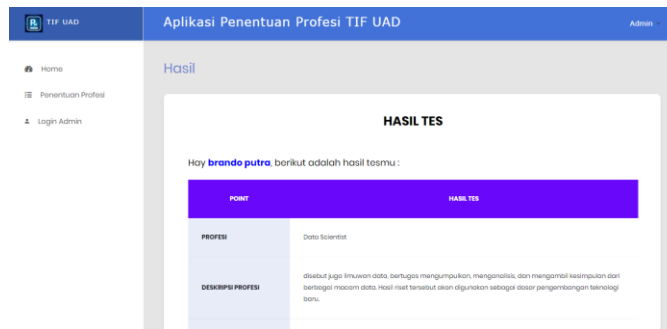 TIF UAD
Aplikasi Penentuan Profesi TIF UAD
Admin
Home
Penentuan Profesi
Login Admin
Hasil
HASIL TES
Hay brando putra, berikut adalah hasil tesmu :
POINT
HASIL TES
PROFESI
Data Scientist
DESKRIPSI PROFESI
disebut juga ilmuwan data, bertugas mengumpulkan, menganalisis, dan mengambil kesimpulan dari
berbagai macam data. Hasil riset tersebut akan digunakan sebagai dasar pengembangan teknologi
baru.